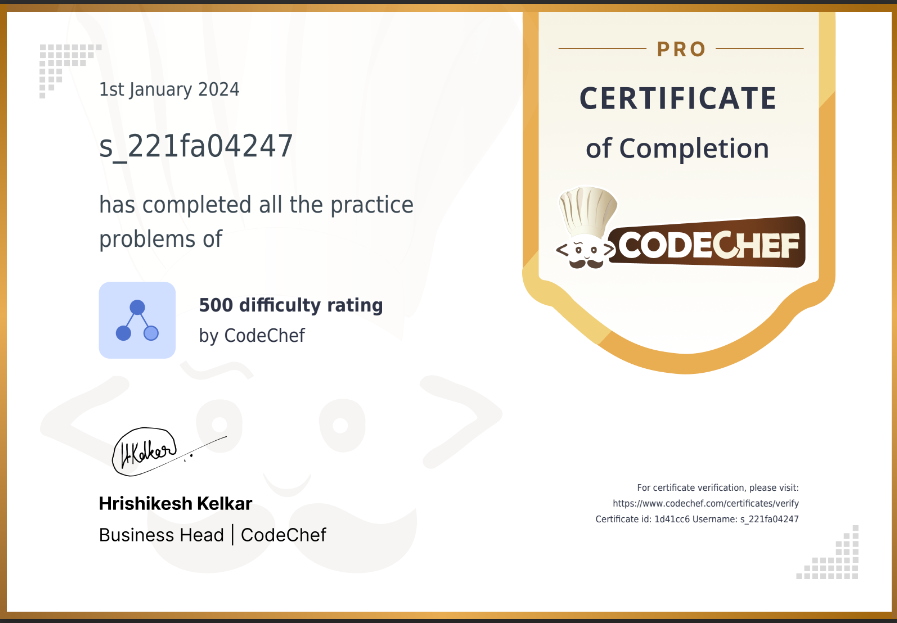 PRO
CERTIFICATE
of Completion
CODECHEF
1st January 2024
s_221fa04247
has completed all the practice
problems of
500 difficulty rating
by CodeChef
HKelkar
Hrishikesh Kelkar
Business Head | CodeChef
For certificate verification, please visit:
https://www.codechef.com/certificates/verify
Certificate id: 1d41cc6 Username: s_221fa04247